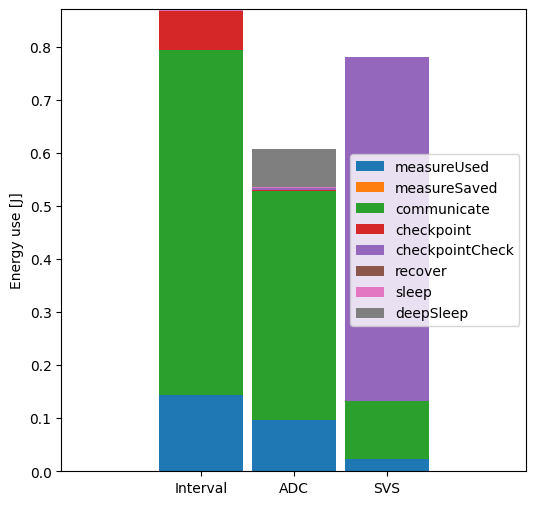 Energy use [J]
0.8
0.7
0.6
0.5
0.4
0.3
0.2
0.1
0.0
measureUsed
measureSaved
communicate
checkpoint
checkpointCheck
recover
sleep
deepSleep
Interval
ADC
SVS